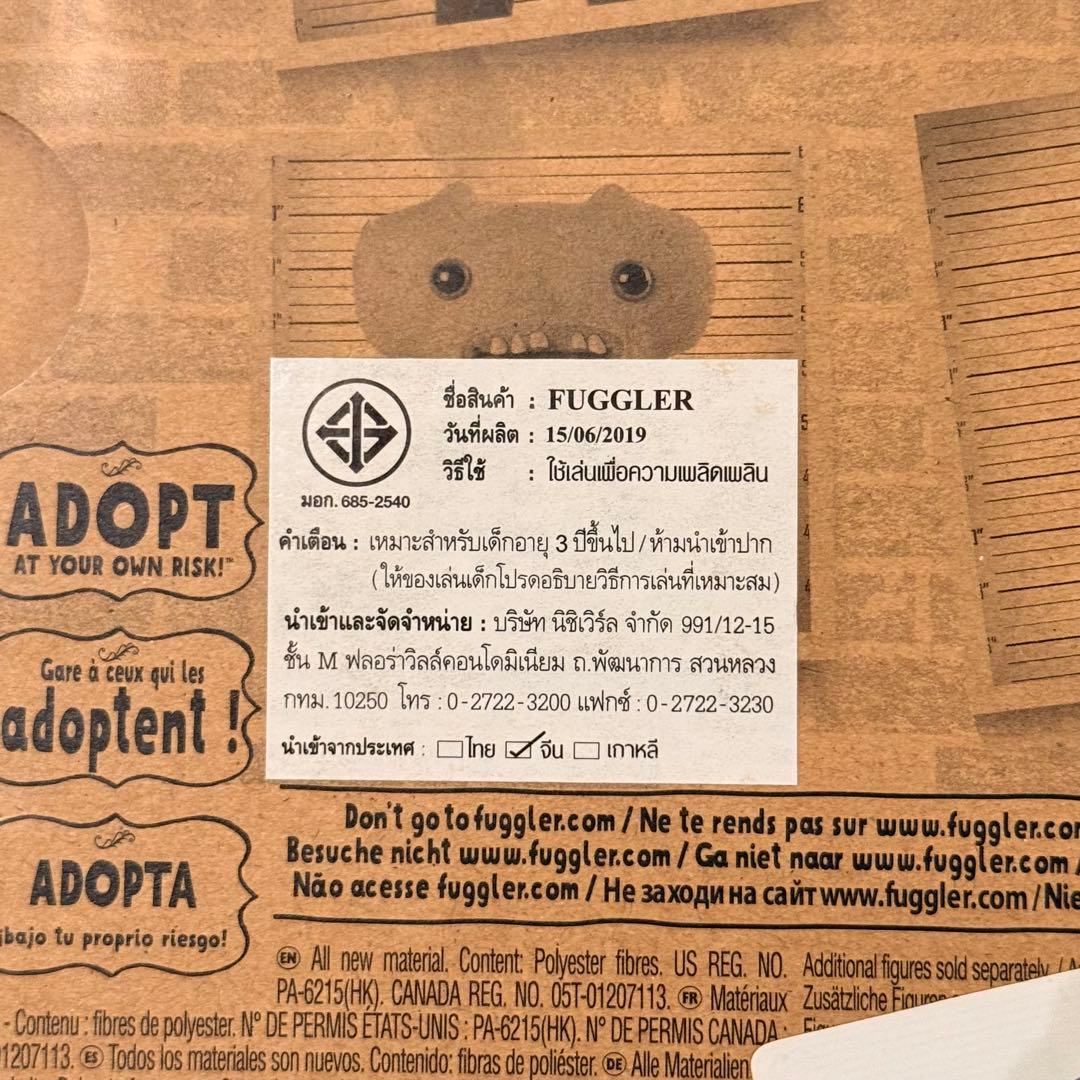 ชื่อสินค้า : FUGGLER
วันที่ผลิต : 15/06/2019
วิธีใช้ : ใช้เล่นเพื่อความเพลิดเพลิน
มอก. 685-2540
คำเตือน : เหมาะสำหรับเด็กอายุ 3 ปีขึ้นไป / ห้ามนำเข้าปาก
(ให้ของเล่นเด็กโปรดอธิบายวิธีการเล่นที่เหมาะสม)
นำเข้าและจัดจำหน่าย : บริษัท นิชิเวิร์ล จำกัด 991/12-15
ชั้น M ฟลอร่าวิลล์คอนโดมิเนียม ถ.พัฒนาการ สวนหลวง
กทม. 10250 โทร : 0-2722-3200 แฟกซ์ : 0-2722-3230
นำเข้าจากประเทศ : ไทย จีน เกาหลี
ADOPT
AT YOUR OWN RISK!™
Gare à ceux qui les
adoptent !
ADOPTA
¡bajo tu proprio riesgo!
Don't go to fuggler.com / Ne te rends pas sur www.fuggler.com
Besuche nicht www.fuggler.com / Ga niet naar www.fuggler.com /
Não acesse fuggler.com / Не заходи на сайт www.fuggler.com / Nie
EN All new material. Content: Polyester fibres. US REG. NO.
PA-6215(HK). CANADA REG. NO. 05T-01207113. FR Matériaux
- Contenu : fibres de polyester. N° DE PERMIS ÉTATS-UNIS : PA-6215(HK). N° DE PERMIS CANADA :
01207113. ES Todos los materiales son nuevos. Contenido: fibras de poliéster. DE Alle Materialien
Additional figures sold separately. /
Zusätzliche Figuren